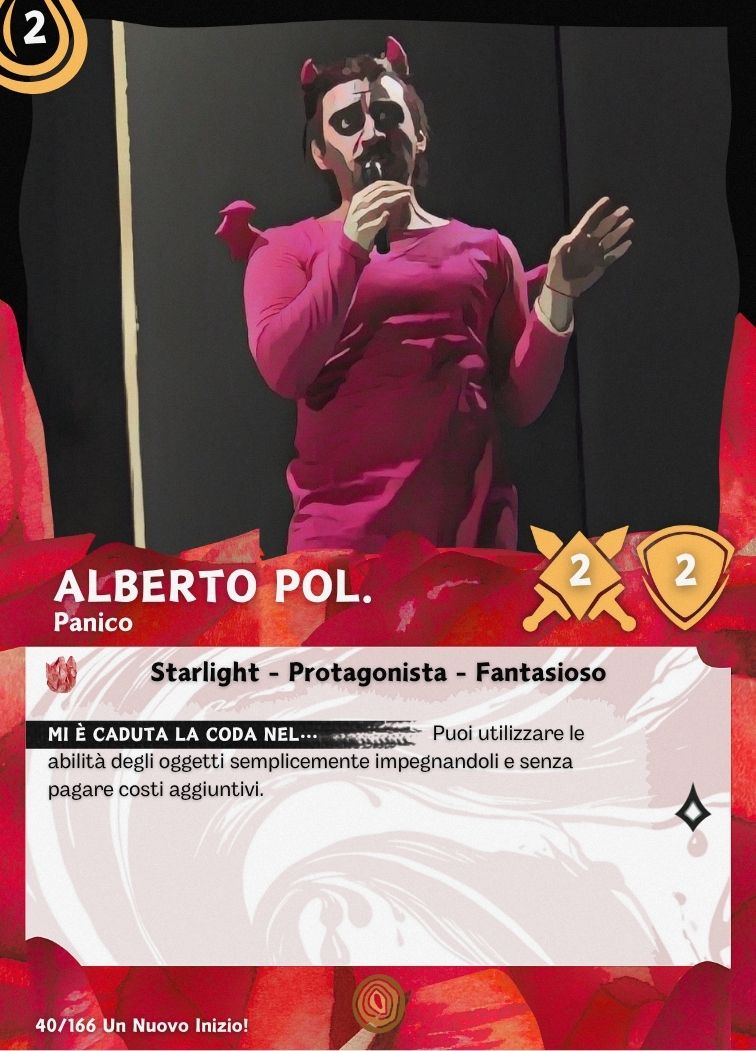 2
2 2
ALBERTO POL.
Panico
Starlight - Protagonista - Fantasioso
MI È CADUTA LA CODA NEL... Puoi utilizzare le
abilità degli oggetti semplicemente impegnandoli e senza
pagare costi aggiuntivi.
40/166 Un Nuovo Inizio!